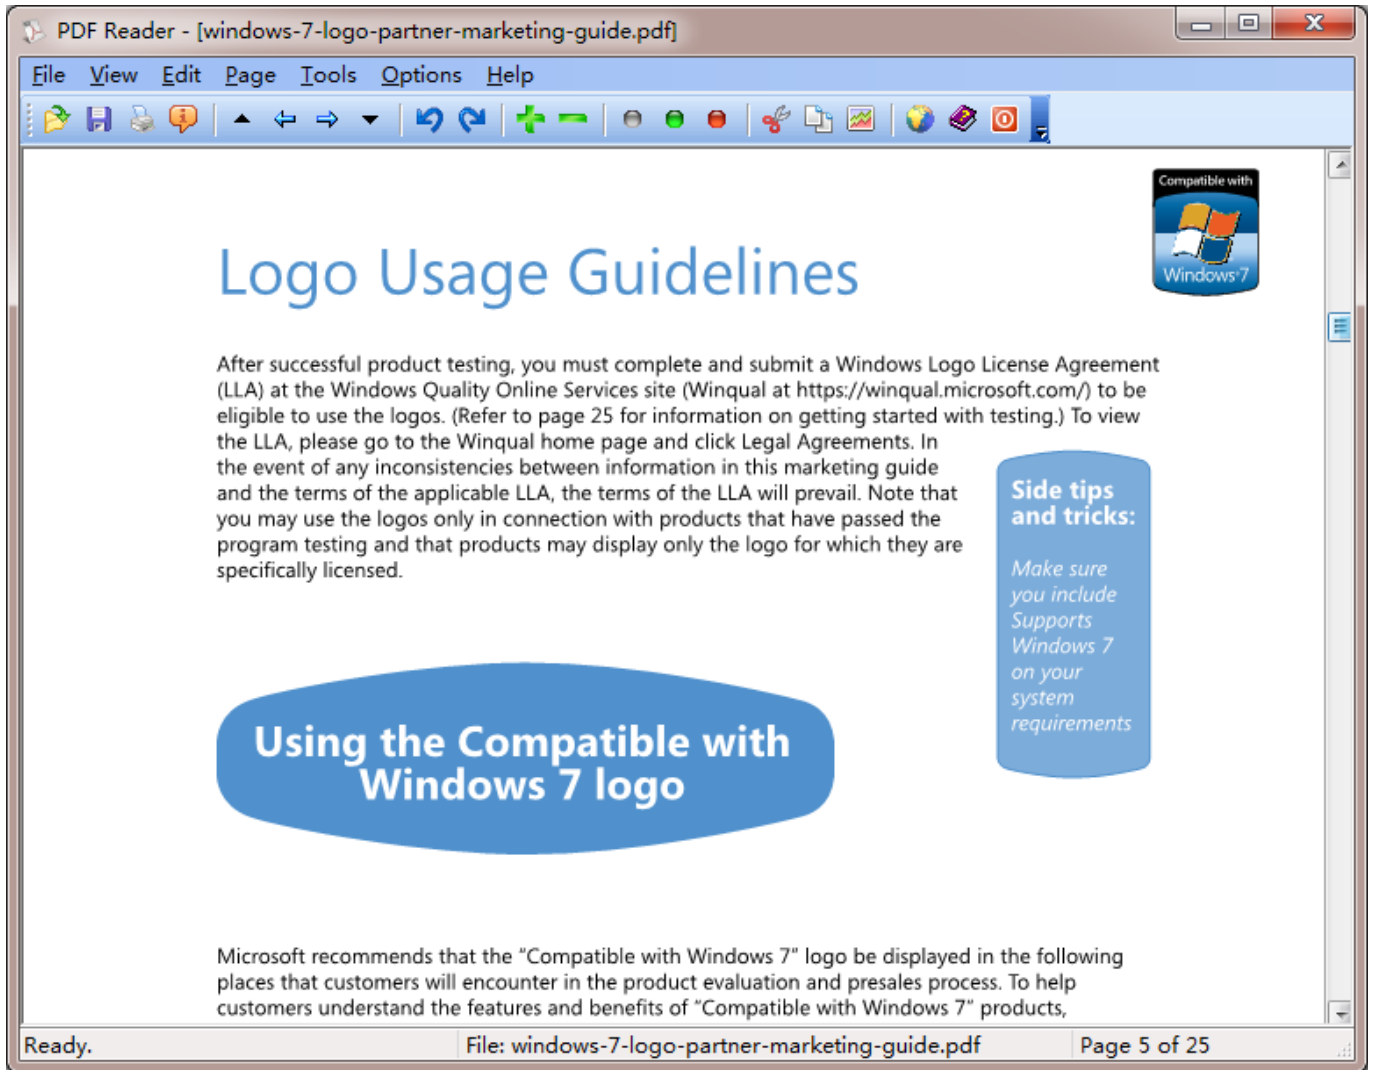 PDF Reader - [windows-7-logo-partner-marketing-guide.pdf]
File View Edit Page Tools Options Help
Compatible with
Windows 7
Logo Usage Guidelines
After successful product testing, you must complete and submit a Windows Logo License Agreement
(LLA) at the Windows Quality Online Services site (Winqual at https://winqual.microsoft.com/) to be
eligible to use the logos. (Refer to page 25 for information on getting started with testing.) To view
the LLA, please go to the Winqual home page and click Legal Agreements. In
the event of any inconsistencies between information in this marketing guide
and the terms of the applicable LLA, the terms of the LLA will prevail. Note that
you may use the logos only in connection with products that have passed the
program testing and that products may display only the logo for which they are
specifically licensed.
Side tips
and tricks:
Make sure
you include
Supports
Windows 7
on your
system
requirements
Using the Compatible with
Windows 7 logo
Microsoft recommends that the “Compatible with Windows 7” logo be displayed in the following
places that customers will encounter in the product evaluation and presales process. To help
customers understand the features and benefits of “Compatible with Windows 7” products,
Ready. File: windows-7-logo-partner-marketing-guide.pdf Page 5 of 25